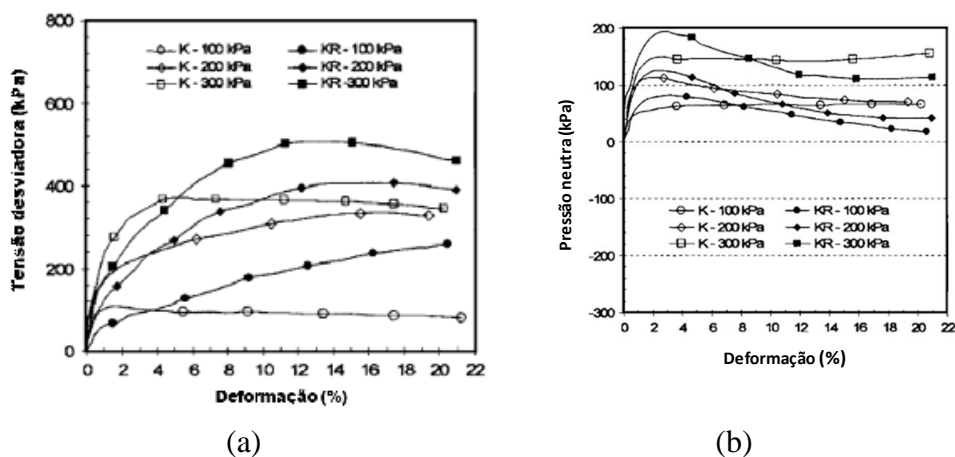 800
600
400
200
0
Tensão desviadora (kPa)
K - 100 kPa
K - 200 kPa
K - 300 kPa
KR - 100 kPa
KR - 200 kPa
KR -300 kPa
0 2 4 6 8 10 12 14 16 18 20 22
Deformação (%)
(a)
200
100
0
-100
-200
-300
Pressão neutra (kPa)
K - 100 kPa
K - 200 kPa
K - 300 kPa
KR - 100 kPa
KR - 200 kPa
KR - 300 kPa
0 2 4 6 8 10 12 14 16 18 20 22
Deformação (%)
(b)